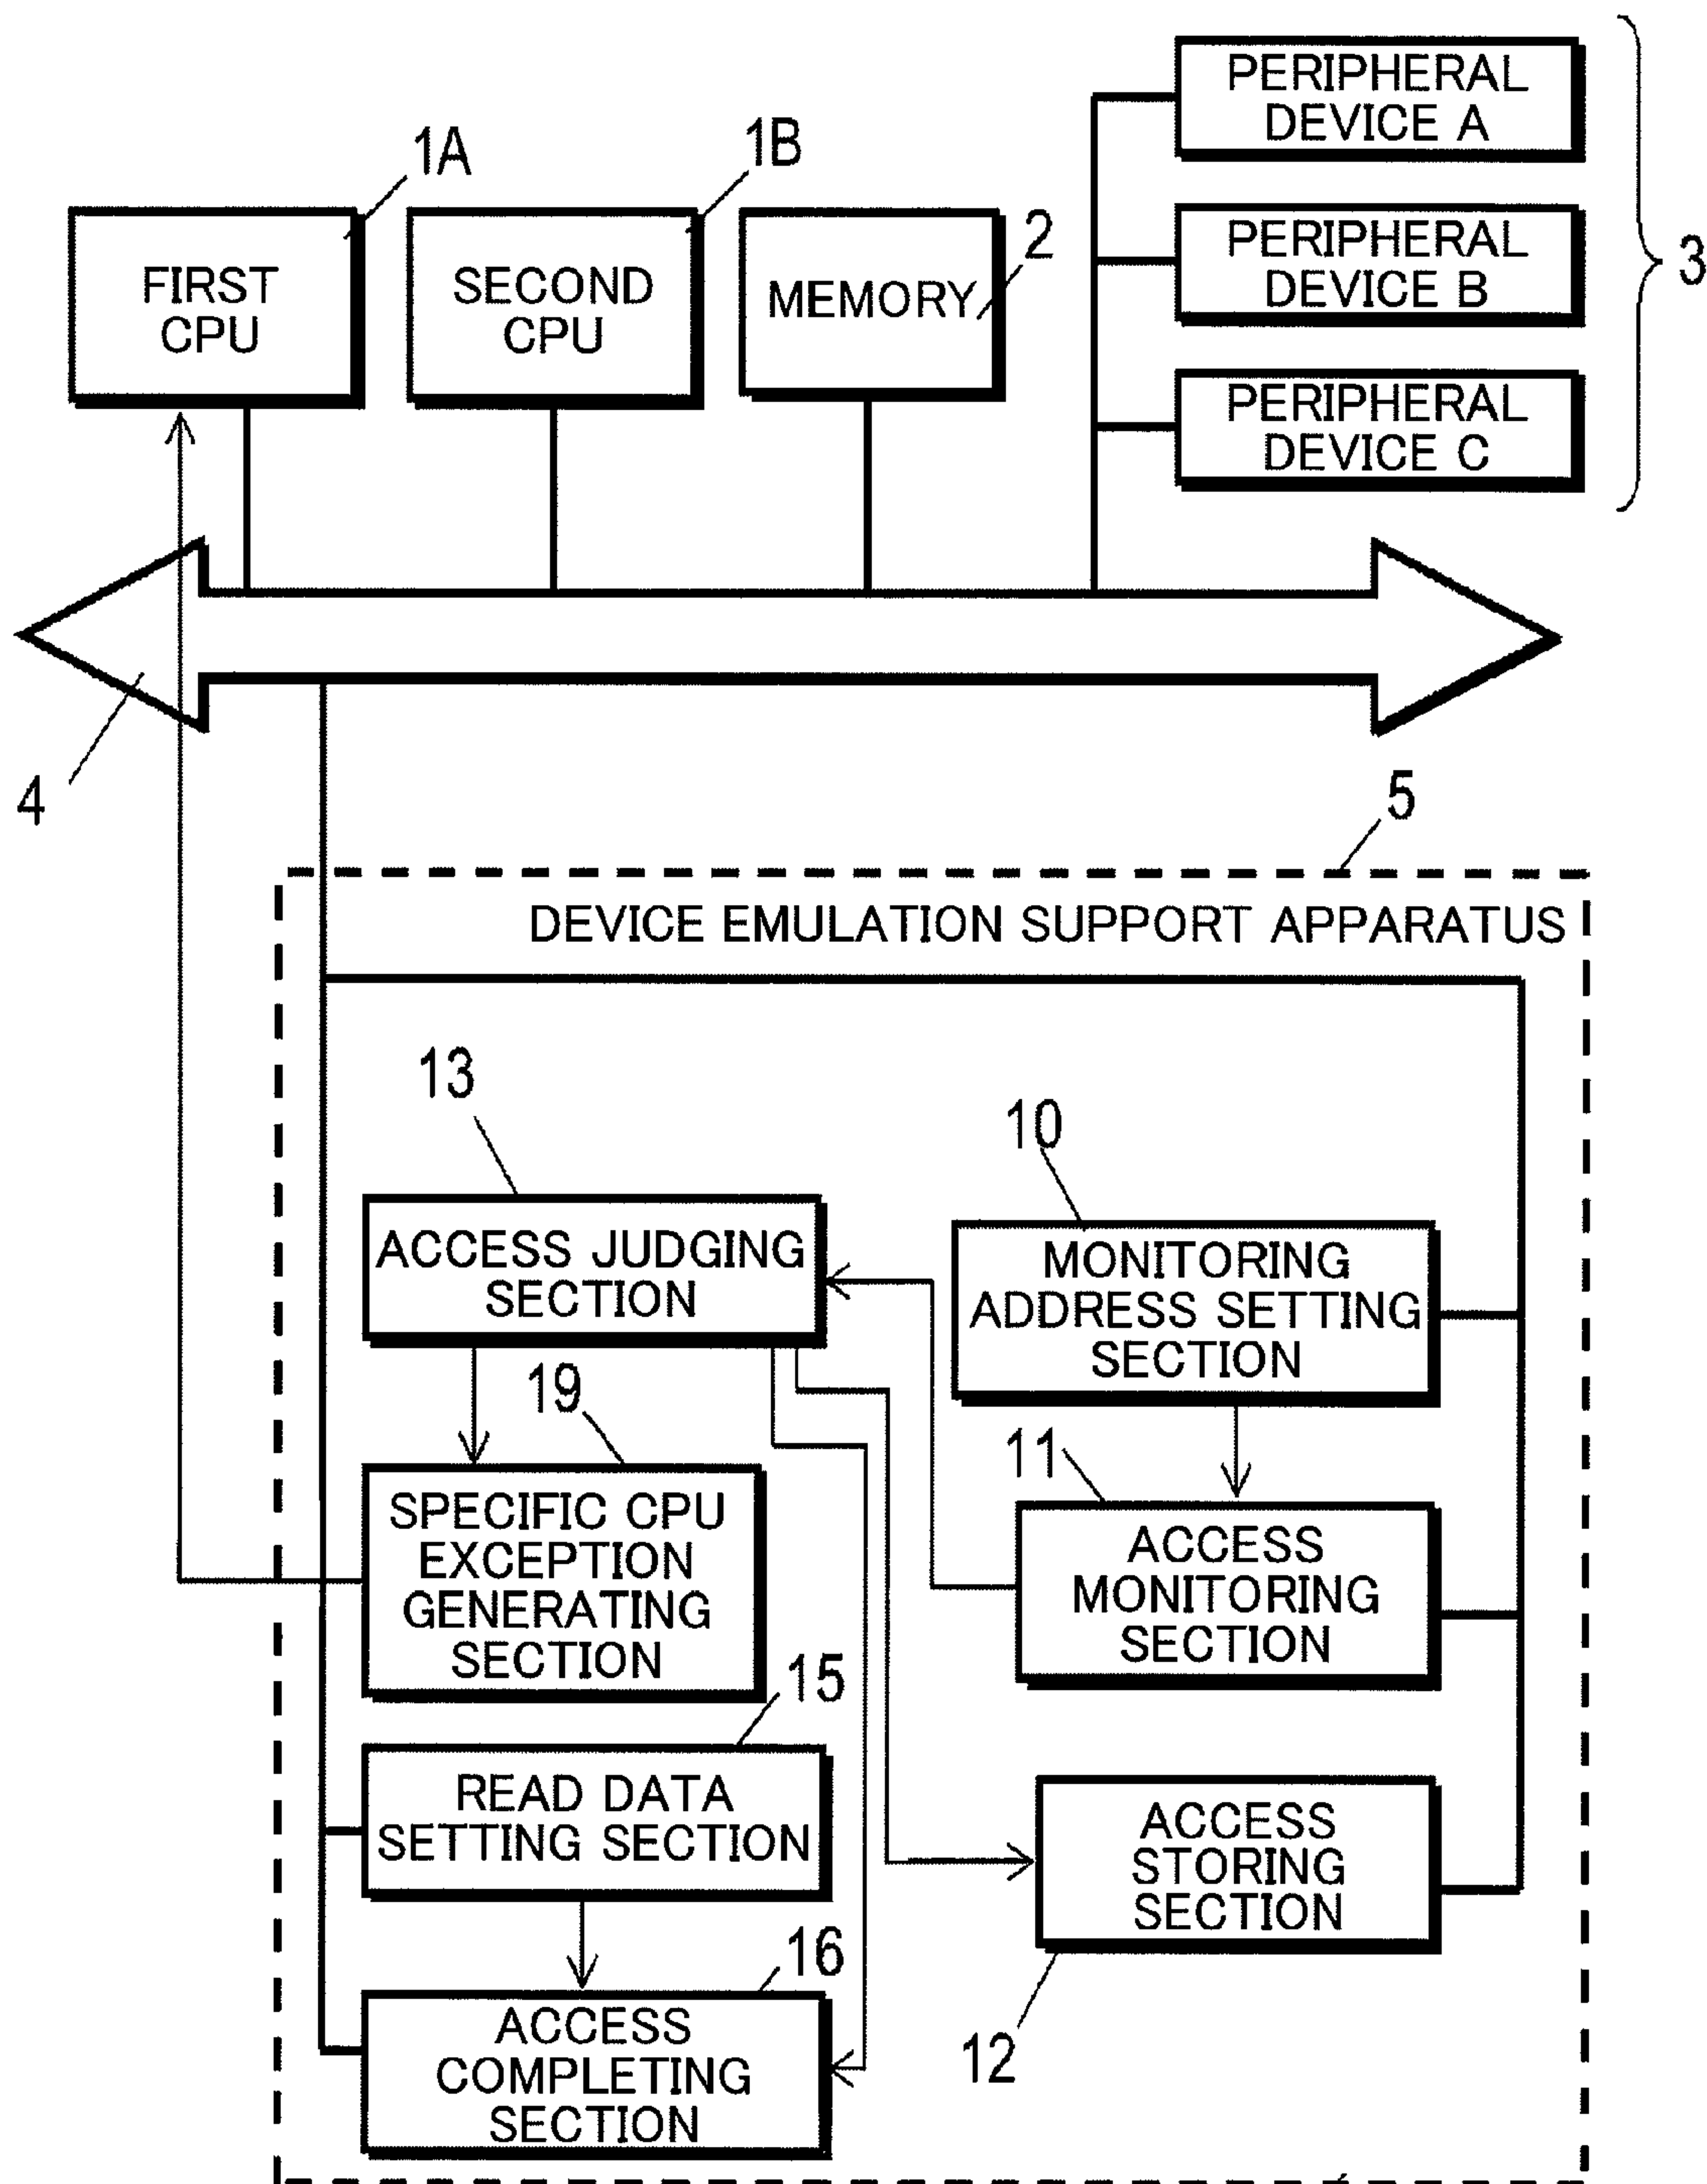 PERIPHERAL
DEVICE A
1A
1B
2
FIRST
CPU
SECOND
CPU
MEMORY
PERIPHERAL
DEVICE B
3
PERIPHERAL
DEVICE C
4
5
DEVICE EMULATION SUPPORT APPARATUS
13
10
ACCESS JUDGING
SECTION
MONITORING
ADDRESS SETTING
SECTION
19
11
SPECIFIC CPU
EXCEPTION
GENERATING
SECTION
ACCESS
MONITORING
SECTION
15
READ DATA
SETTING SECTION
ACCESS
STORING
SECTION
16
12
ACCESS
COMPLETING
SECTION